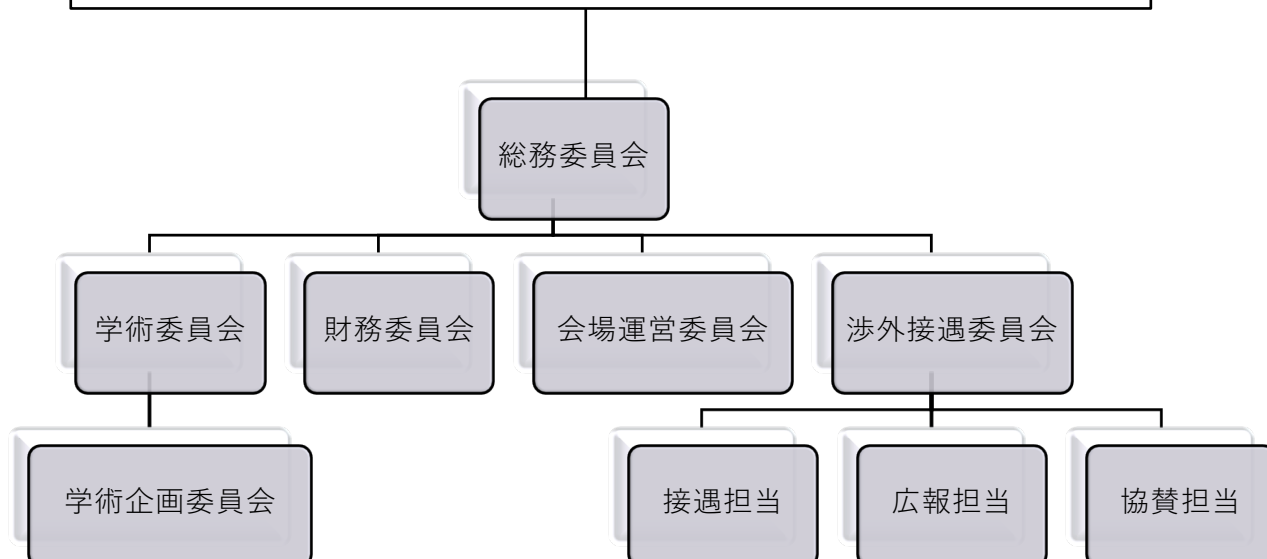 総務委員会
学術委員会
財務委員会
会場運営委員会
渉外接遇委員会
学術企画委員会
接遇担当
広報担当
協賛担当